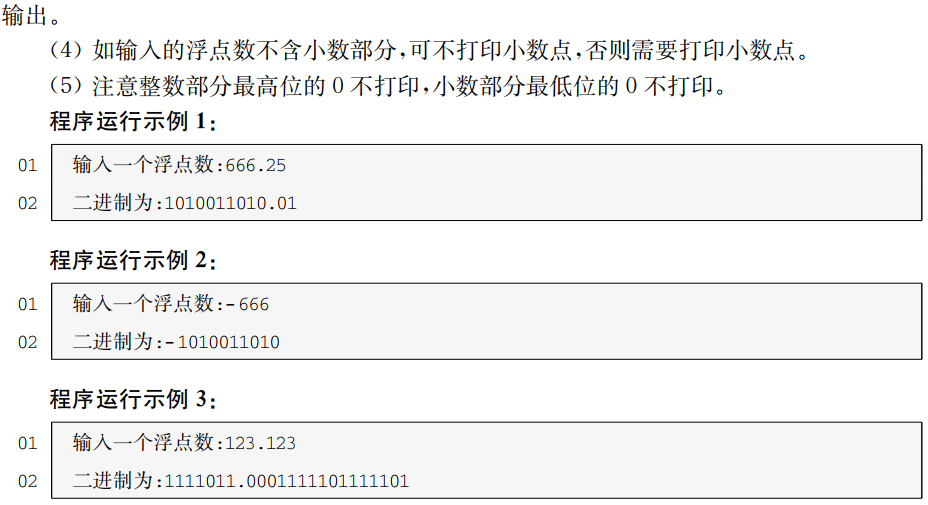 输出。
(4) 如输入的浮点数不含小数部分,可不打印小数点,否则需要打印小数点。
(5) 注意整数部分最高位的 0 不打印,小数部分最低位的 0 不打印。
程序运行示例 1:
01 输入一个浮点数:666.25
02 二进制为:1010011010.01
程序运行示例 2:
01 输入一个浮点数:-666
02 二进制为:-1010011010
程序运行示例 3:
01 输入一个浮点数:123.123
02 二进制为:1111011.0001111101111101